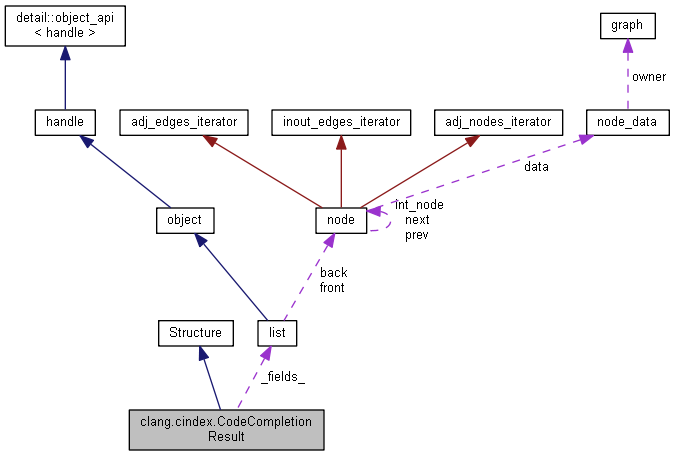 detail::object_api
< handle >
graph
owner
handle
adj_edges_iterator
inout_edges_iterator
adj_nodes_iterator
node_data
data
object
node
int_node
next
prev
back
front
Structure
list
_fields_
clang.cindex.CodeCompletion
Result